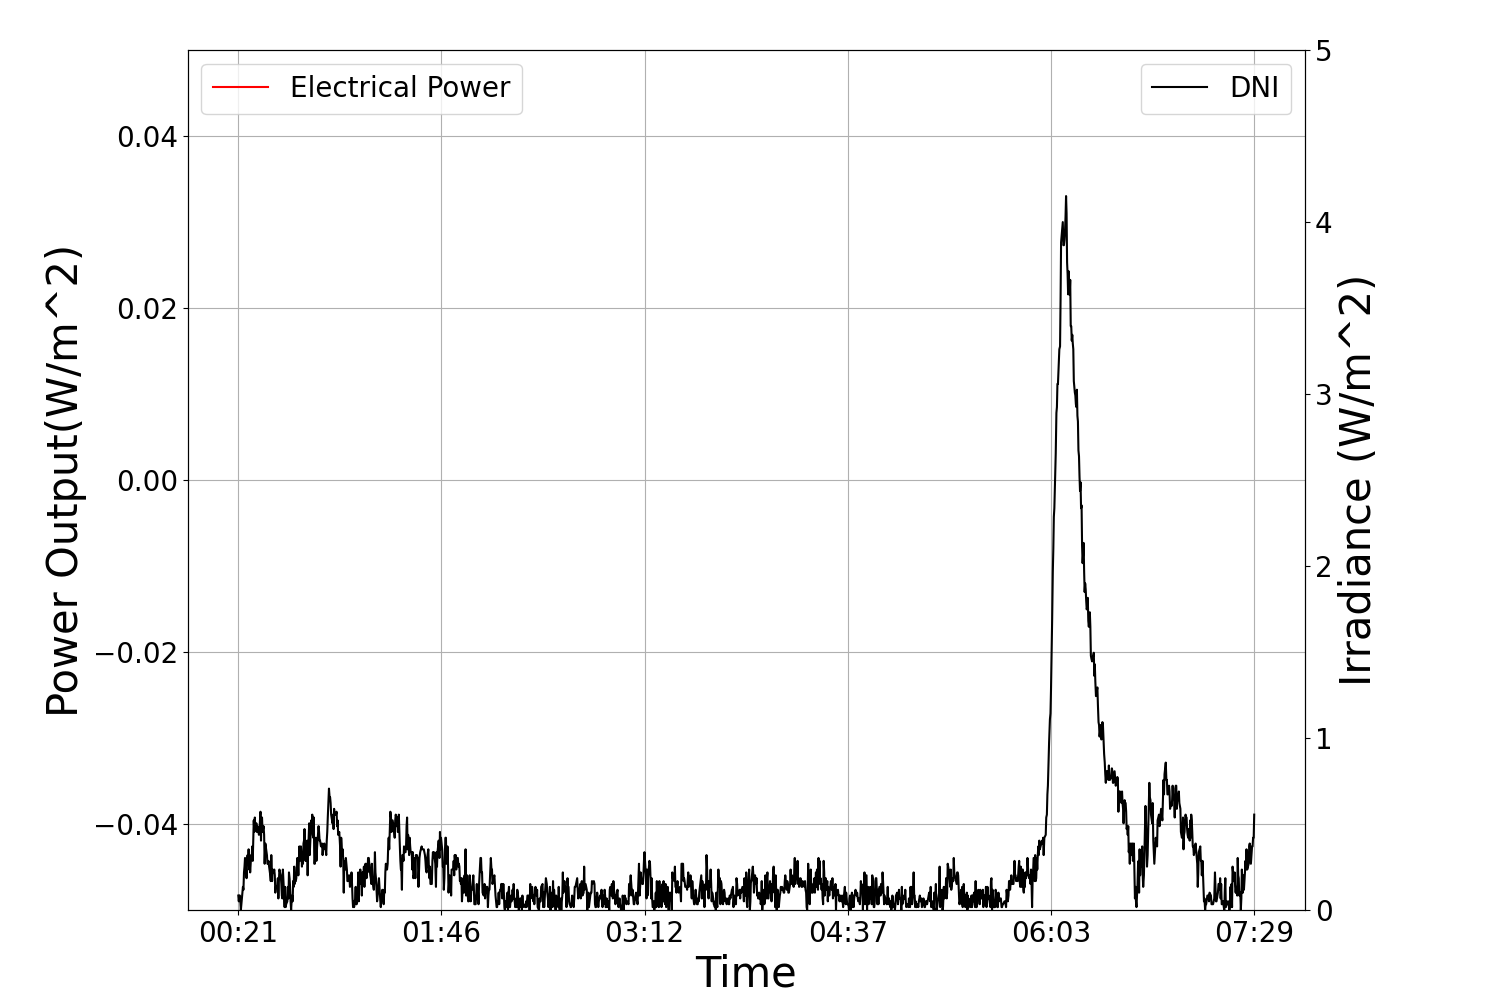 Electrical Power
DNI
Power Output(W/m^2)
0.04
0.02
0.00
−0.02
−0.04
5
4
3
2
1
0
Irradiance (W/m^2)
00:21 01:46 03:12 04:37 06:03 07:29
Time